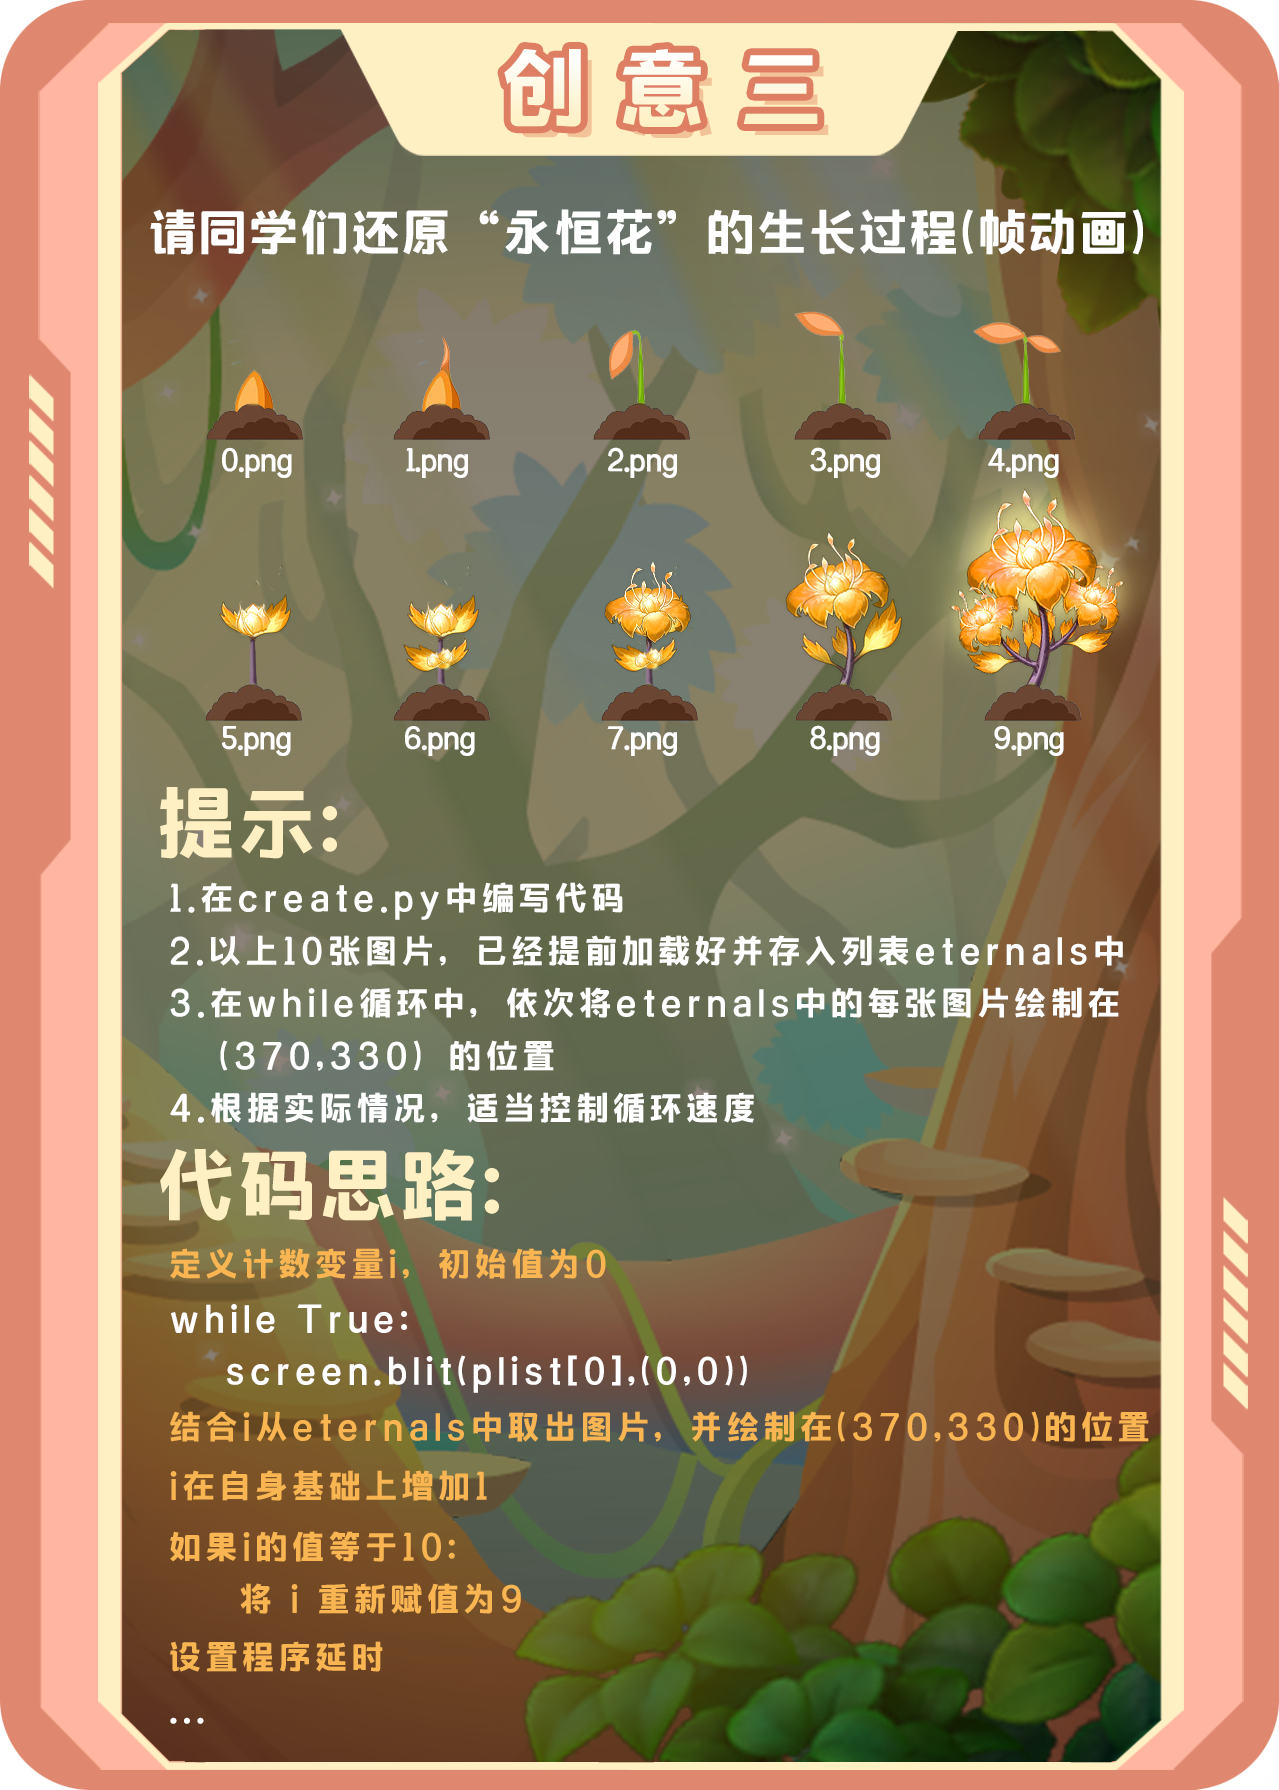 创意三
请同学们还原“永恒花”的生长过程(帧动画)
0.png 1.png 2.png 3.png 4.png
5.png 6.png 7.png 8.png 9.png
提示:
1.在create.py中编写代码
2.以上10张图片，已经提前加载好并存入列表eternals中
3.在while循环中，依次将eternals中的每张图片绘制在
(370,330) 的位置
4.根据实际情况，适当控制循环速度
代码思路:
定义计数变量i，初始值为0
while True:
screen.blit(plist[0],(0,0))
结合i从eternals中取出图片，并绘制在(370,330)的位置
i在自身基础上增加1
如果i的值等于10:
将 i 重新赋值为9
设置程序延时
...